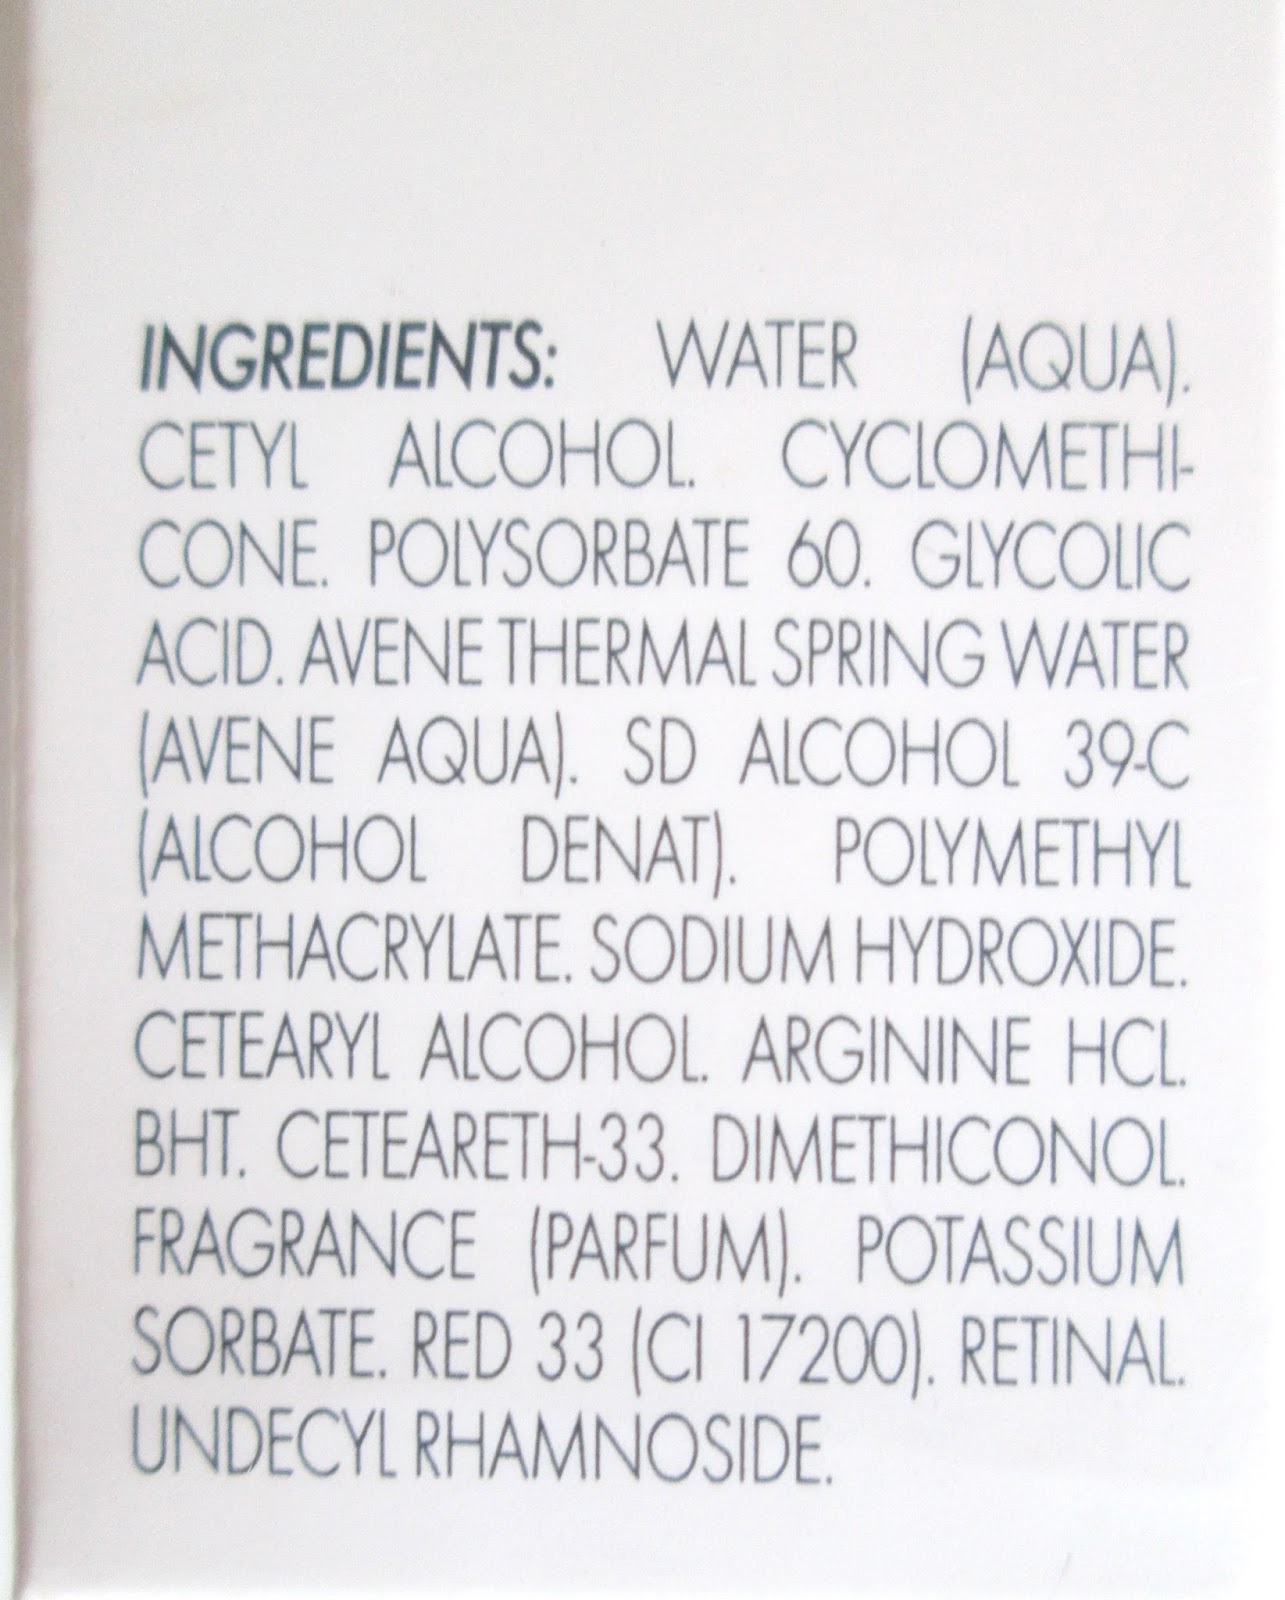 INGREDIENTS: WATER (AQUA).
CETYL ALCOHOL. CYCLOMETHI-
CONE. POLYSORBATE 60. GLYCOLIC
ACID. AVENE THERMAL SPRING WATER
(AVENE AQUA). SD ALCOHOL 39-C
(ALCOHOL DENAT). POLYMETHYL
METHACRYLATE. SODIUM HYDROXIDE.
CETEARYL ALCOHOL. ARGININE HCL.
BHT. CETEARETH-33. DIMETHICONOL.
FRAGRANCE (PARFUM). POTASSIUM
SORBATE. RED 33 (CI 17200). RETINAL.
UNDECYL RHAMNOSIDE.